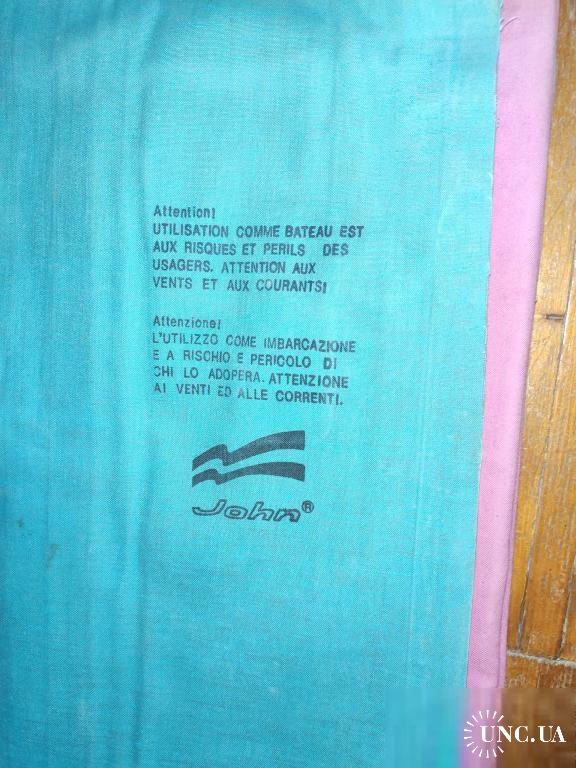 Attention!
UTILISATION COMME BATEAU EST
AUX RISQUES ET PERILS DES
USAGERS. ATTENTION AUX
VENTS ET AUX COURANTS!
Attenzione!
L'UTILIZZO COME IMBARCAZIONE
E A RISCHIO E PERICOLO DI
CHI LO ADOPERA. ATTENZIONE
AI VENTI ED ALLE CORRENTI.
John®
UNC.UA